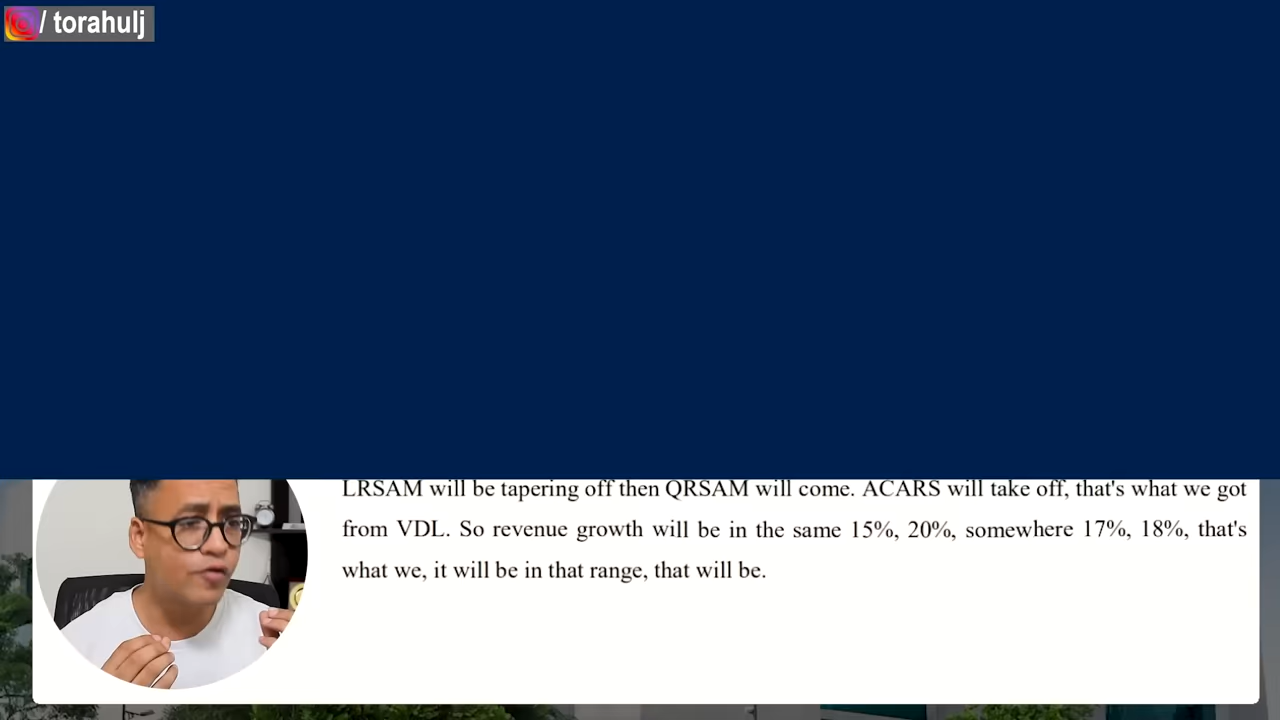 / torahulj
LRSAM will be tapering off then QRSAM will come. ACARS will take off, that's what we got
from VDL. So revenue growth will be in the same 15%, 20%, somewhere 17%, 18%, that's
what we, it will be in that range, that will be.